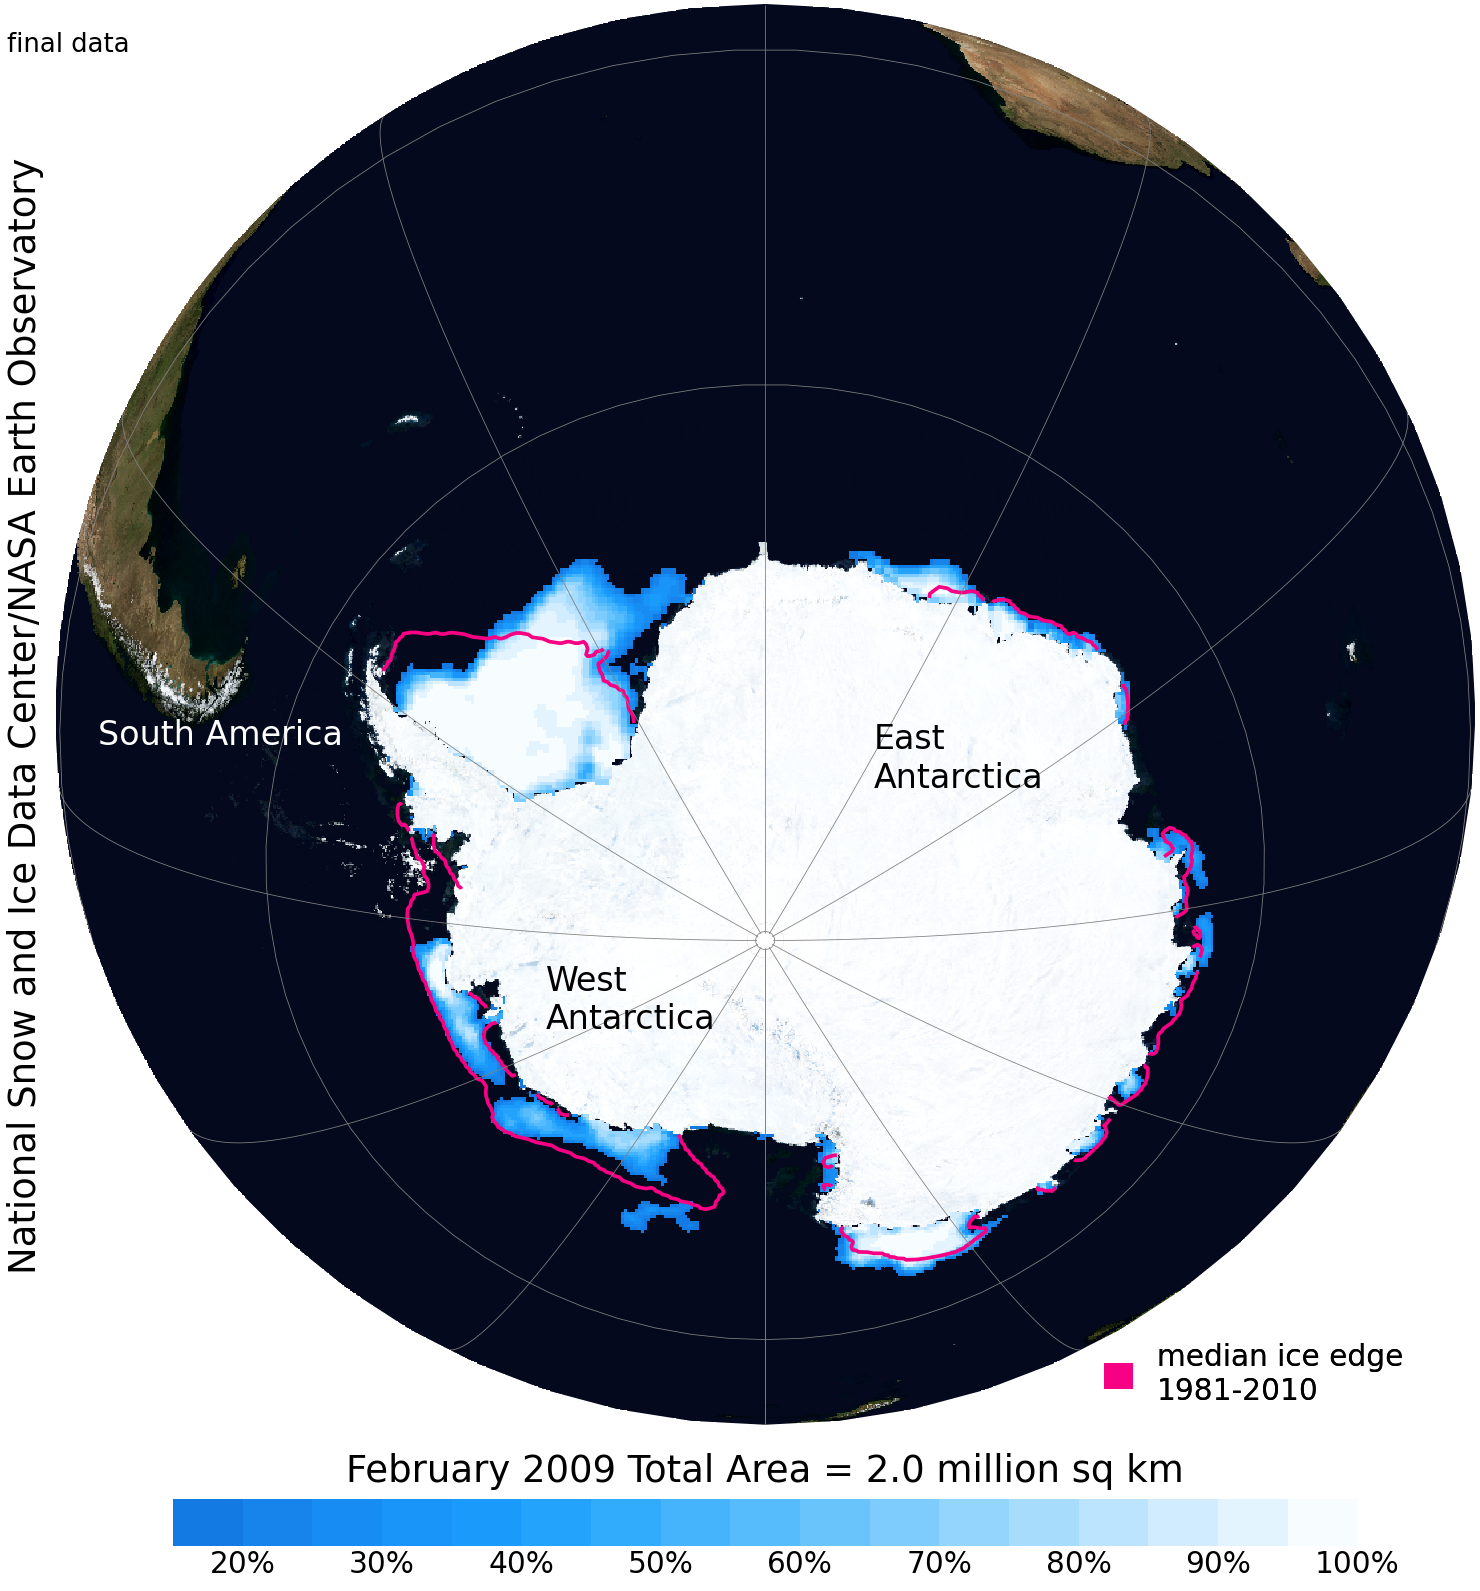 final data
National Snow and Ice Data Center/NASA Earth Observatory
South America
East
Antarctica
West
Antarctica
median ice edge
1981-2010
February 2009 Total Area = 2.0 million sq km
20% 30% 40% 50% 60% 70% 80% 90% 100%